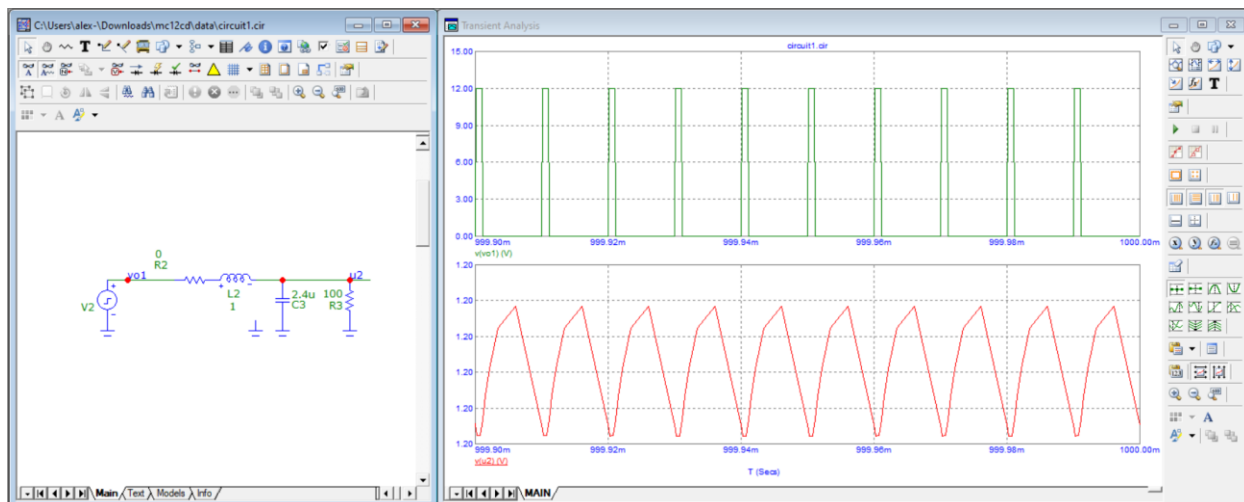 C:\Users\alex-\Downloads\mc12cd\data\circuit1.cir
0
vo1
R2
u2
V2
L2
1
2.4u
C3
100
R3
Main
Text
Models
Info
Transient Analysis
circuit1.cir
15.00
12.00
9.00
6.00
3.00
0.00
999.90m
999.92m
999.94m
999.96m
999.98m
1000.00m
v(vo1) (V)
1.20
1.20
1.20
1.20
1.20
1.20
999.90m
999.92m
999.94m
999.96m
999.98m
1000.00m
v(u2) (V)
T (Secs)
MAIN